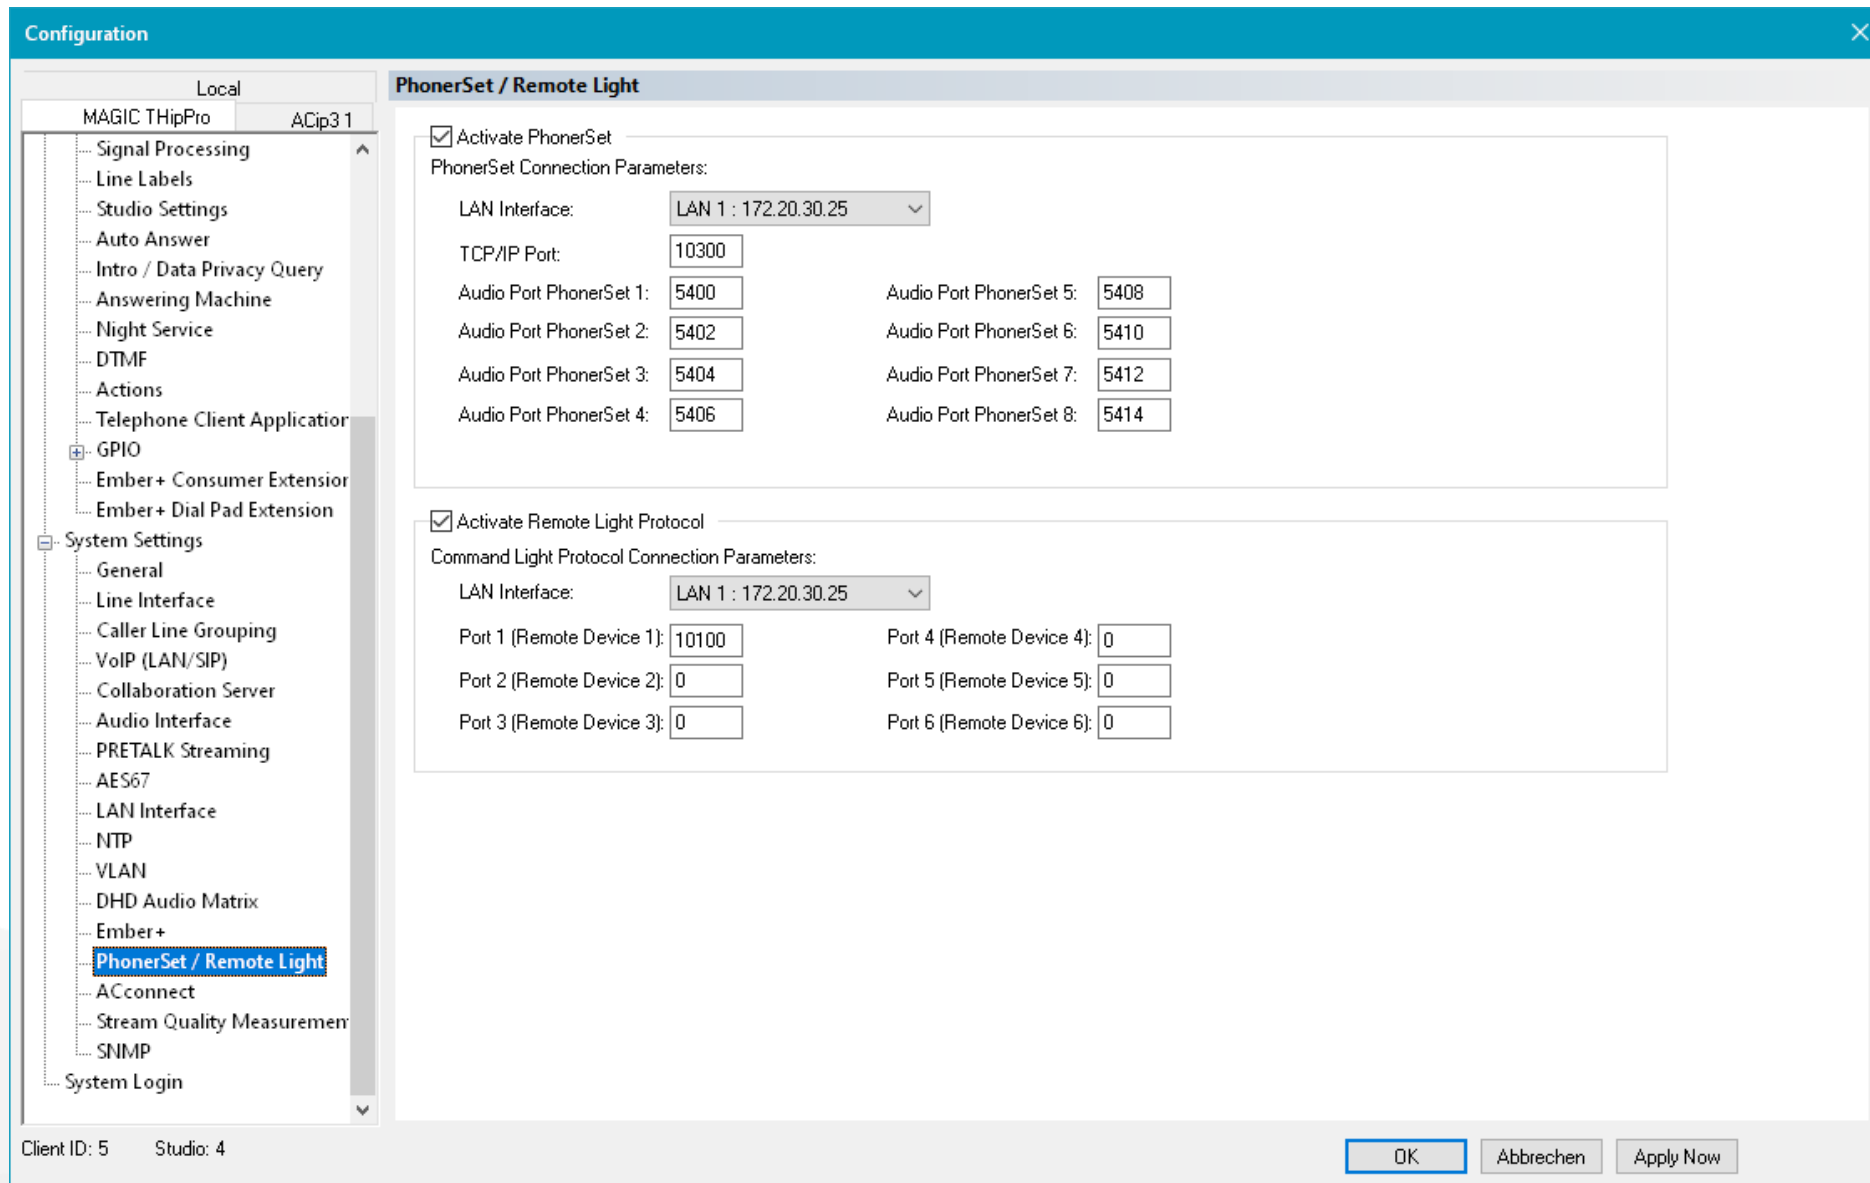 Configuration
Local
MAGIC THipPro
ACip3 1
Signal Processing
Line Labels
Studio Settings
Auto Answer
Intro / Data Privacy Query
Answering Machine
Night Service
DTMF
Actions
Telephone Client Application
GPIO
Ember+ Consumer Extension
Ember+ Dial Pad Extension
System Settings
General
Line Interface
Caller Line Grouping
VoIP (LAN/SIP)
Collaboration Server
Audio Interface
PRETALK Streaming
AES67
LAN Interface
NTP
VLAN
DHD Audio Matrix
Ember+
PhonerSet / Remote Light
ACconnect
Stream Quality Measuremen
SNMP
System Login
Client ID: 5 Studio: 4
PhonerSet / Remote Light
Activate PhonerSet
PhonerSet Connection Parameters:
LAN Interface: LAN 1 : 172.20.30.25
TCP/IP Port: 10300
Audio Port PhonerSet 1: 5400 Audio Port PhonerSet 5: 5408
Audio Port PhonerSet 2: 5402 Audio Port PhonerSet 6: 5410
Audio Port PhonerSet 3: 5404 Audio Port PhonerSet 7: 5412
Audio Port PhonerSet 4: 5406 Audio Port PhonerSet 8: 5414
Activate Remote Light Protocol
Command Light Protocol Connection Parameters:
LAN Interface: LAN 1 : 172.20.30.25
Port 1 (Remote Device 1): 10100 Port 4 (Remote Device 4): 0
Port 2 (Remote Device 2): 0 Port 5 (Remote Device 5): 0
Port 3 (Remote Device 3): 0 Port 6 (Remote Device 6): 0
OK Abbrechen Apply Now